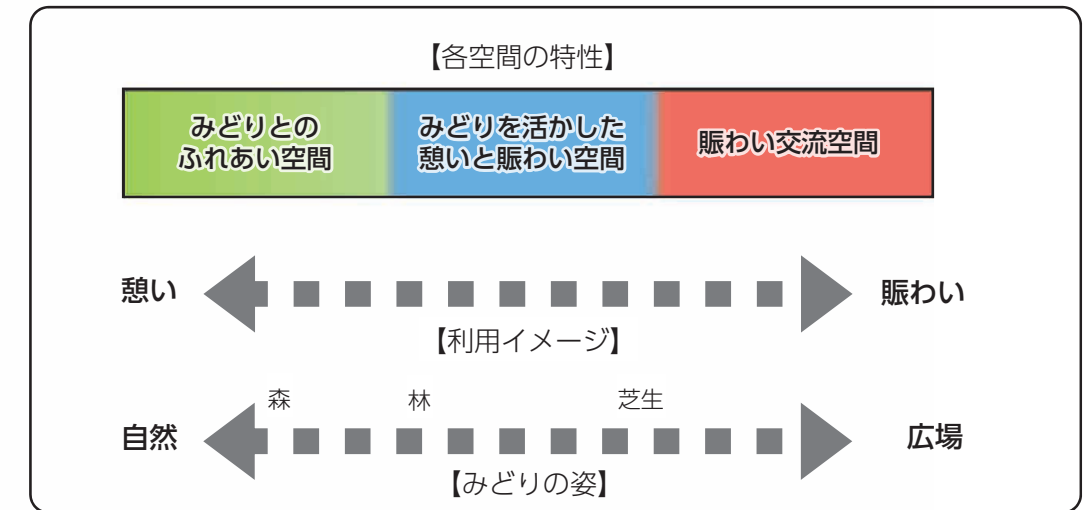 【各空間の特性】
みどりとの
ふれあい空間
みどりを活かした
憩いと賑わい空間
賑わい交流空間
憩い
賑わい
【利用イメージ】
森
林
芝生
自然
広場
【みどりの姿】